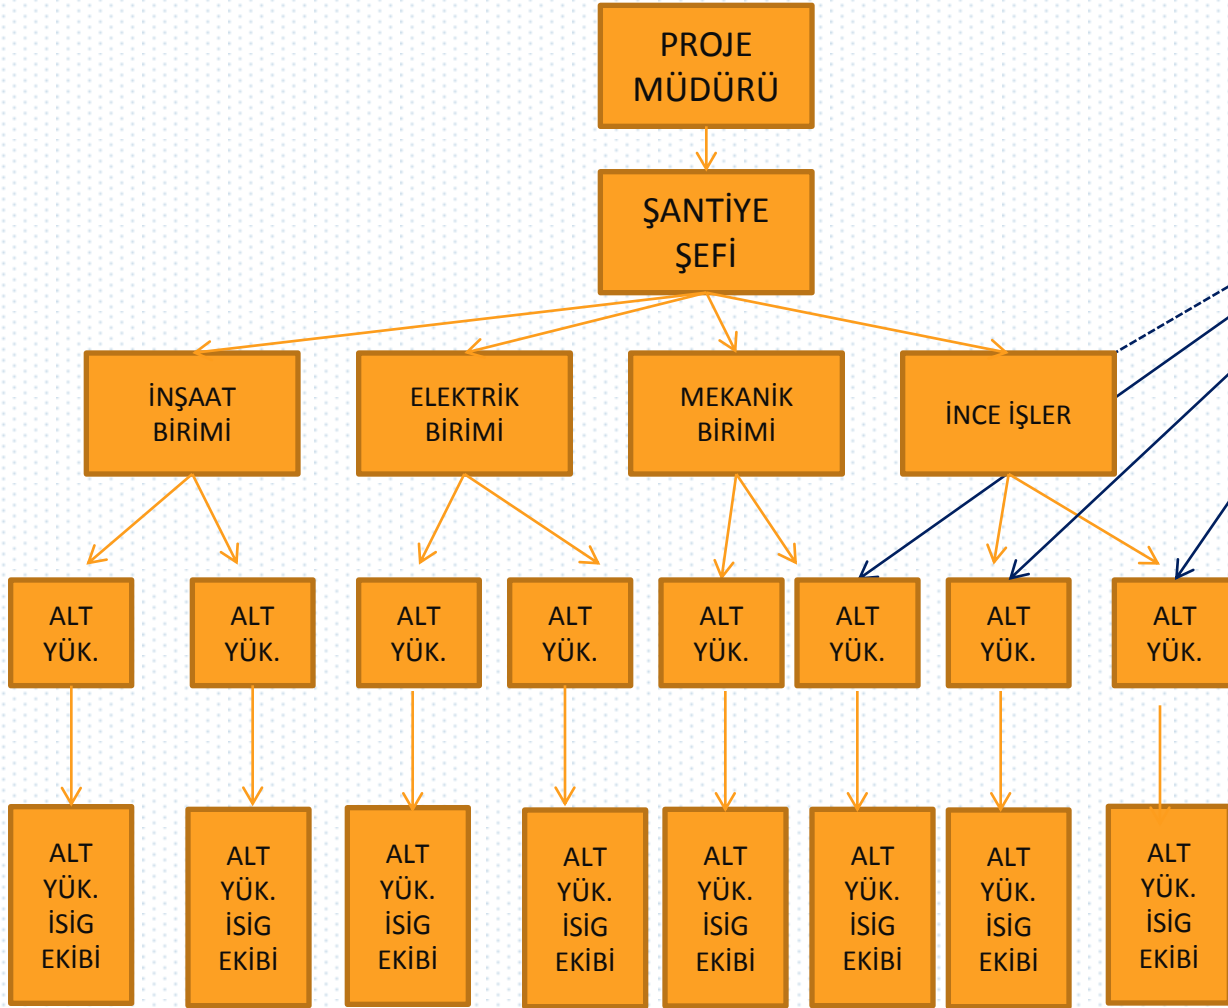 PROJE
MÜDÜRÜ
ŞANTİYE
ŞEFİ
İNŞAAT
BİRİMİ
ELEKTRİK
BİRİMİ
MEKANİK
BİRİMİ
İNCE İŞLER
ALT
YÜK.
ALT
YÜK.
ALT
YÜK.
ALT
YÜK.
ALT
YÜK.
ALT
YÜK.
ALT
YÜK.
ALT
YÜK.
ALT
YÜK.
İSİG
EKİBİ
ALT
YÜK.
İSİG
EKİBİ
ALT
YÜK.
İSİG
EKİBİ
ALT
YÜK.
İSİG
EKİBİ
ALT
YÜK.
İSİG
EKİBİ
ALT
YÜK.
İSİG
EKİBİ
ALT
YÜK.
İSİG
EKİBİ
ALT
YÜK.
İSİG
EKİBİ